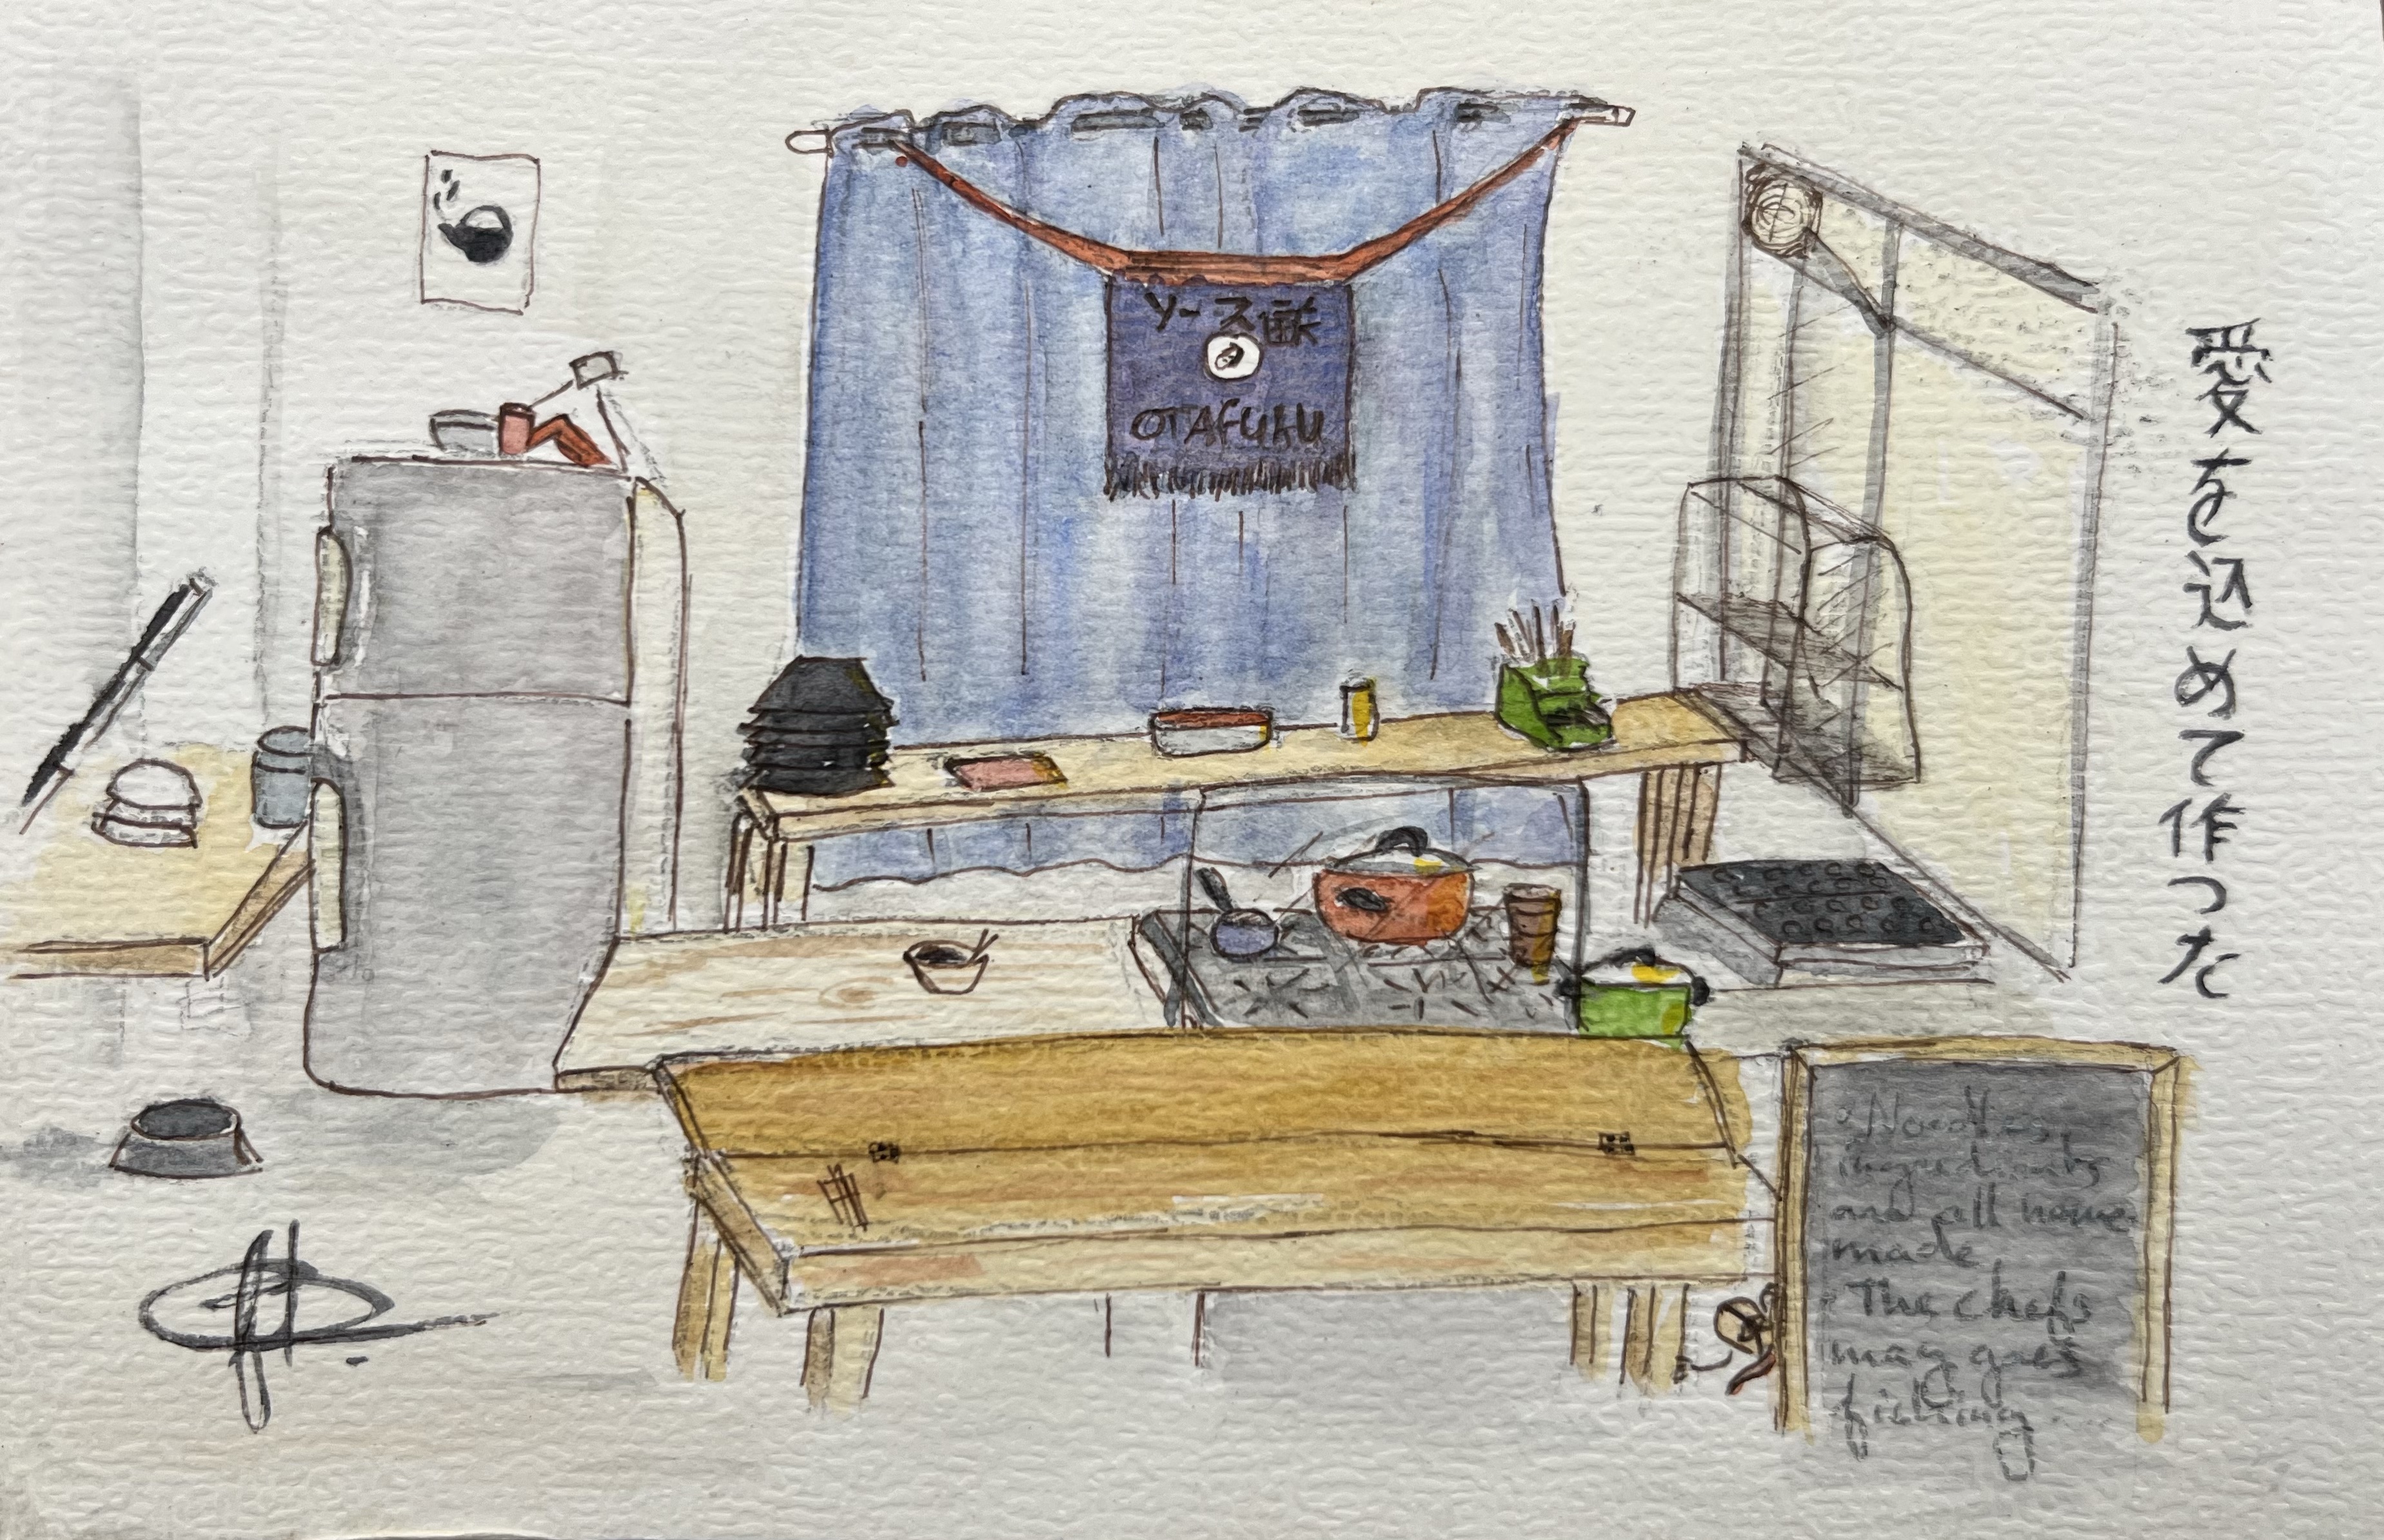 ソース
OTAFUKU
愛を込めて作った
Noodles,
ingredients
are all home
made
The chefs
may goes
fishing...